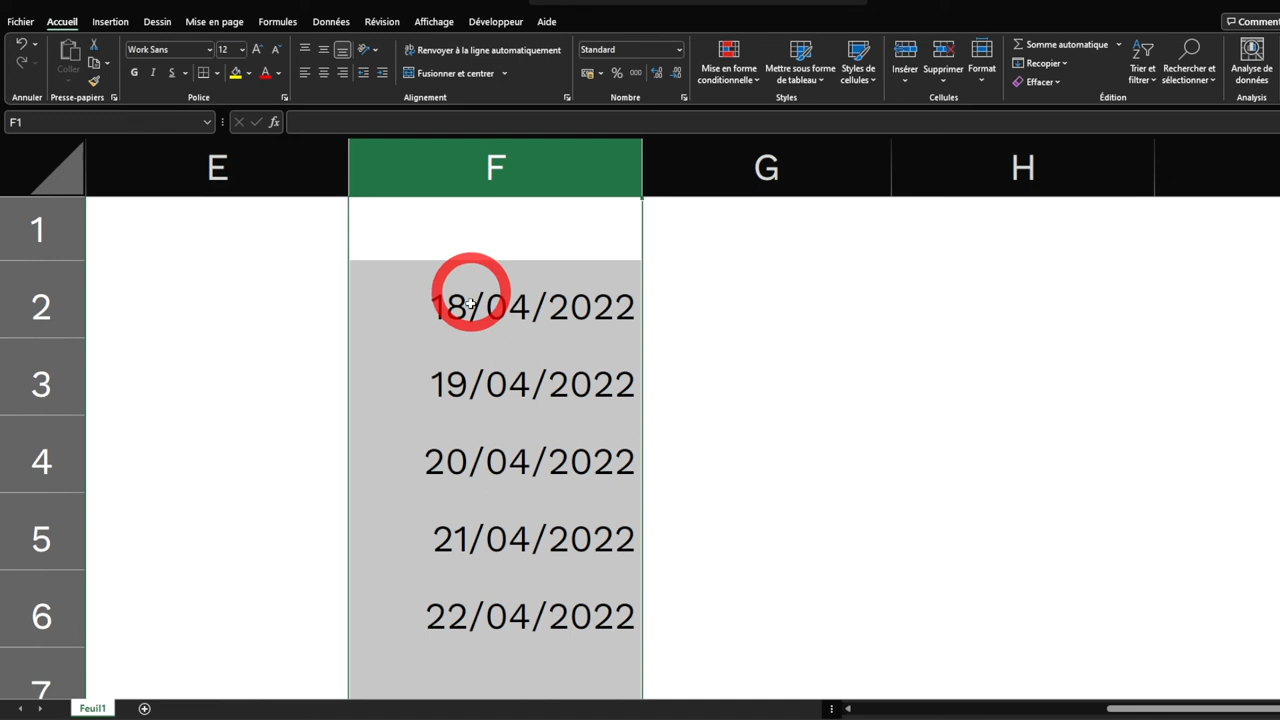 Fichier Accueil Insertion Dessin Mise en page Formules Données Révision Affichage Développeur Aide Comment
Coller
Work Sans 12
G I S A
Renvoyer à la ligne automatiquement
Fusionner et centrer
Standard
% 000
Mise en forme conditionnelle
Mettre sous forme de tableau
Styles de cellules
Insérer
Supprimer
Format
Somme automatique
Recopier
Effacer
Trier et filtrer
Rechercher et sélectionner
Analyse de données
Annuler Presse-papiers Police Alignement Nombre Styles Cellules Édition Analysis
F1 fx
E F G H
1
2 18/04/2022
3 19/04/2022
4 20/04/2022
5 21/04/2022
6 22/04/2022
7
Feuil1